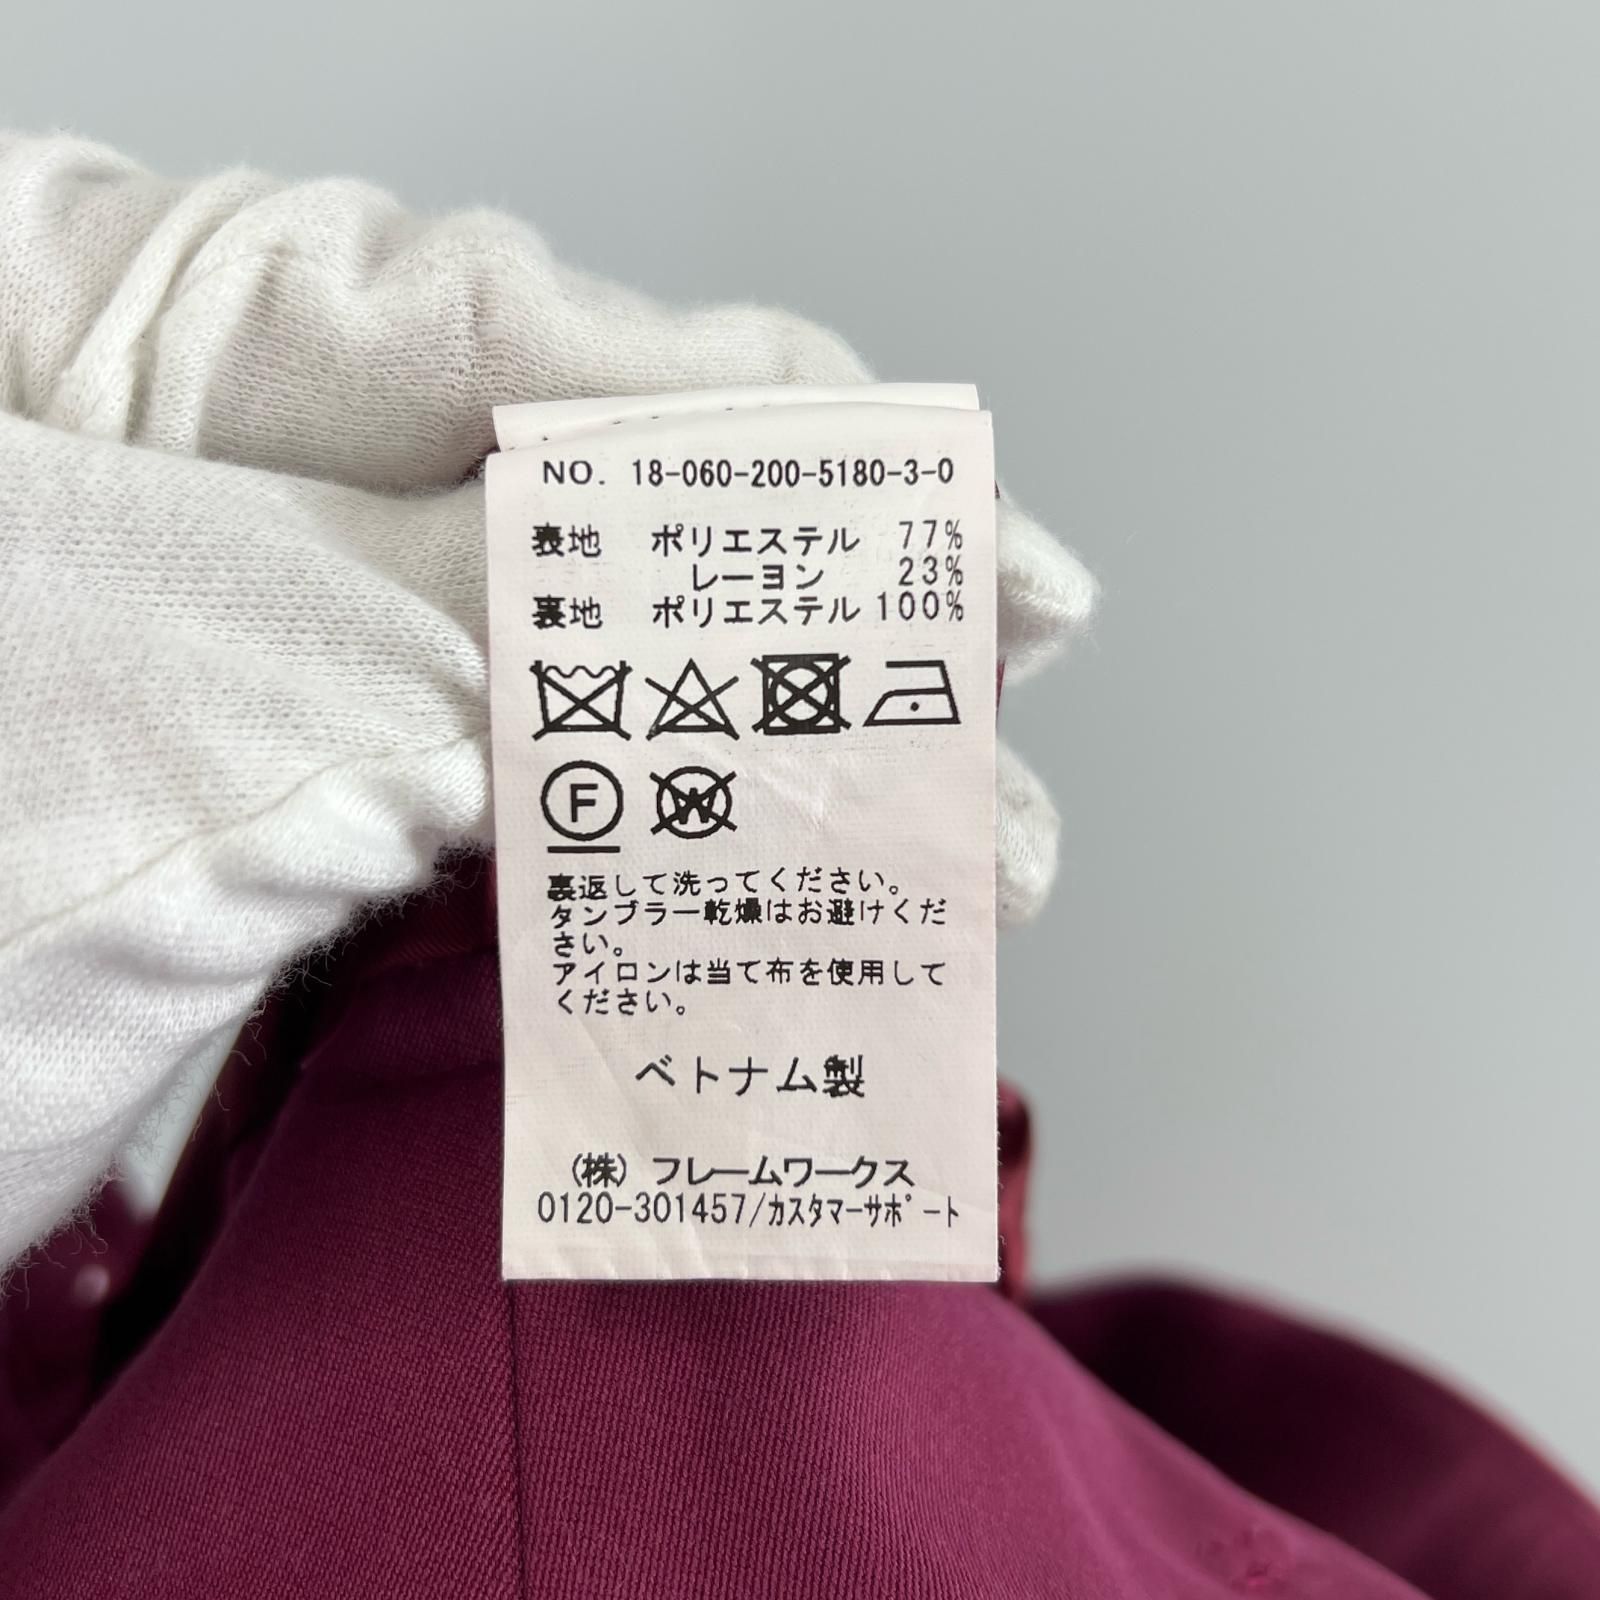 NO. 18-060-200-5180-3-0
表地 ポリエステル 77%
レーヨン 23%
裏地 ポリエステル 100%
F W
裏返して洗ってください。
タンブラー乾燥はお避けくだ
さい。
アイロンは当て布を使用して
ください。
ベトナム製
(株) フレームワークス
0120-301457/カスタマーサポート